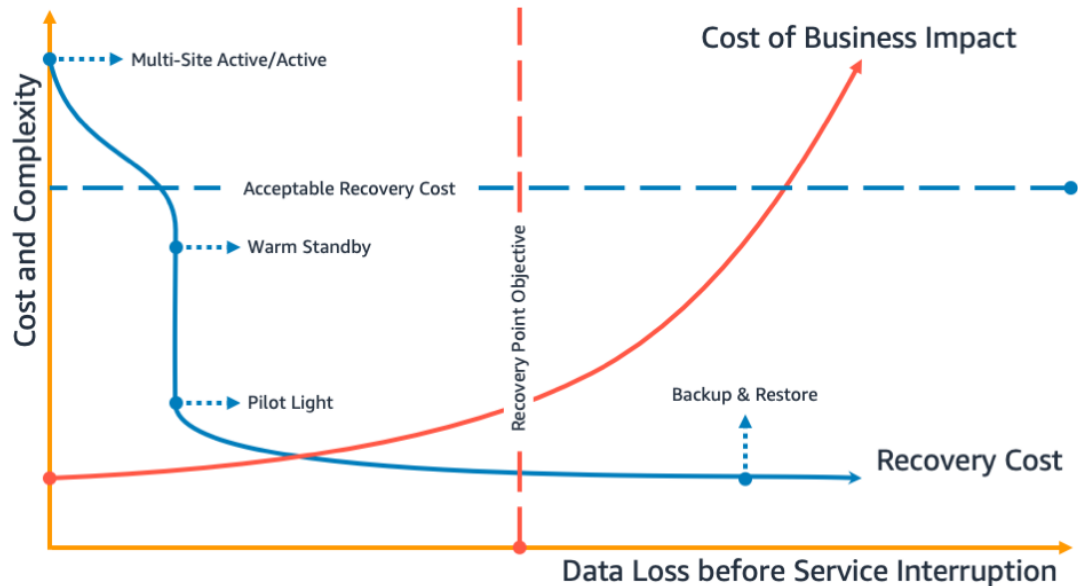 Cost of Business Impact
Multi-Site Active/Active
Cost and Complexity
Acceptable Recovery Cost
Warm Standby
Recovery Point Objective
Pilot Light
Backup & Restore
Recovery Cost
Data Loss before Service Interruption